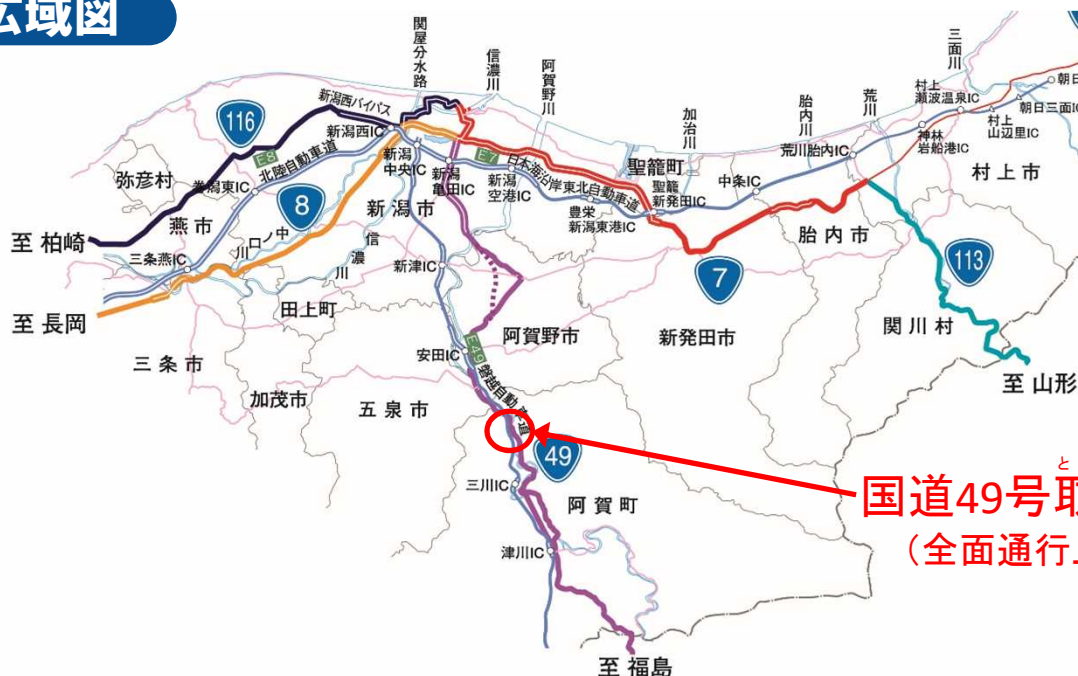 広域図
関屋分水路
信濃川
阿賀野川
加治川
胎内川
荒川
三面川
新潟西バイパス
116
新潟西IC
E8
北陸自動車道
巻潟東IC
弥彦村
燕市
8
新潟市
新潟中央IC
新潟亀田IC
E7
日本海沿岸東北自動車道
新潟空港IC
豊栄新潟東港IC
聖籠町
聖籠新発田IC
中条IC
荒川胎内IC
神林岩船港IC
村上瀬波温泉IC
村上山辺里IC
朝日三面IC
朝日
村上市
胎内市
至 柏崎
三条燕IC
中ノ口川
信濃川
新津IC
田上町
至 長岡
7
113
関川村
新発田市
阿賀野市
安田IC
E49
磐越自動車道
三条市
加茂市
五泉市
至 山形
49
三川IC
阿賀町
津川IC
と
国道49号取
（全面通行
至 福島